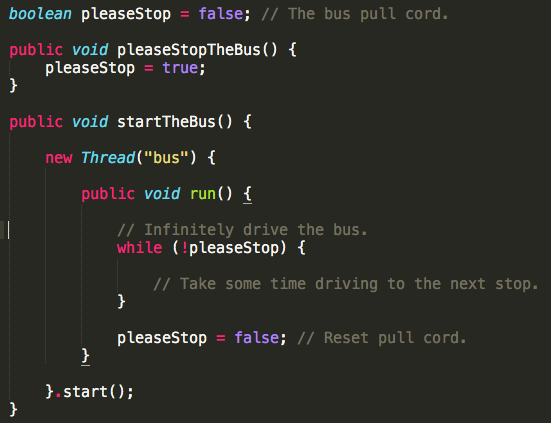 boolean pleaseStop = false; // The bus pull cord.
public void pleaseStopTheBus() {
pleaseStop = true;
}
public void startTheBus() {
new Thread("bus") {
public void run() {
// Infinitely drive the bus.
while (!pleaseStop) {
// Take some time driving to the next stop.
}
pleaseStop = false; // Reset pull cord.
}
}.start();
}